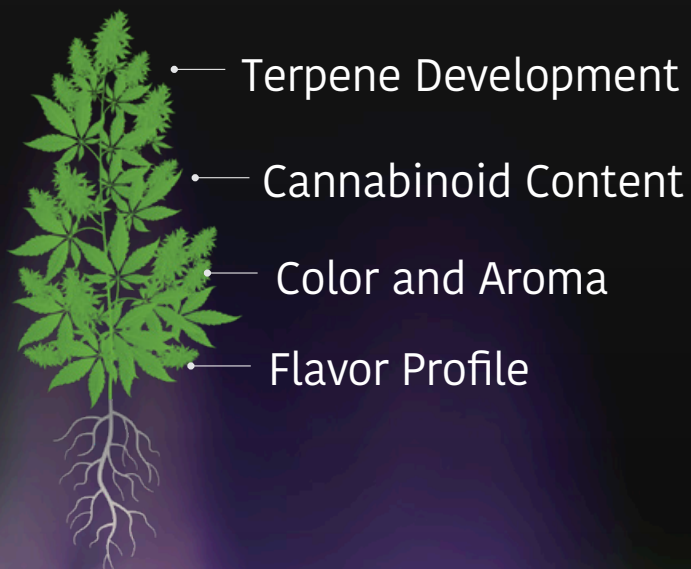 Terpene Development
Cannabinoid Content
Color and Aroma
Flavor Profile